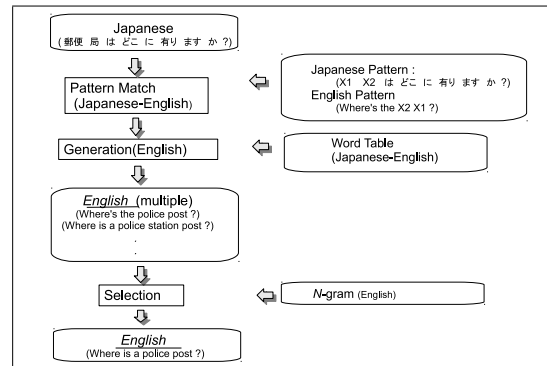 Japanese
( 郵便 局 は どこ に 有り ます か ?)
Pattern Match
(Japanese-English)
Japanese Pattern :
(X1 X2 は どこ に 有り ます か ?)
English Pattern
(Where's the X2 X1 ?)
Generation(English)
Word Table
(Japanese-English)
English (multiple)
(Where's the police post ?)
(Where is a police station post ?)
.
.
Selection
N-gram (English)
English
(Where is a police post ?)